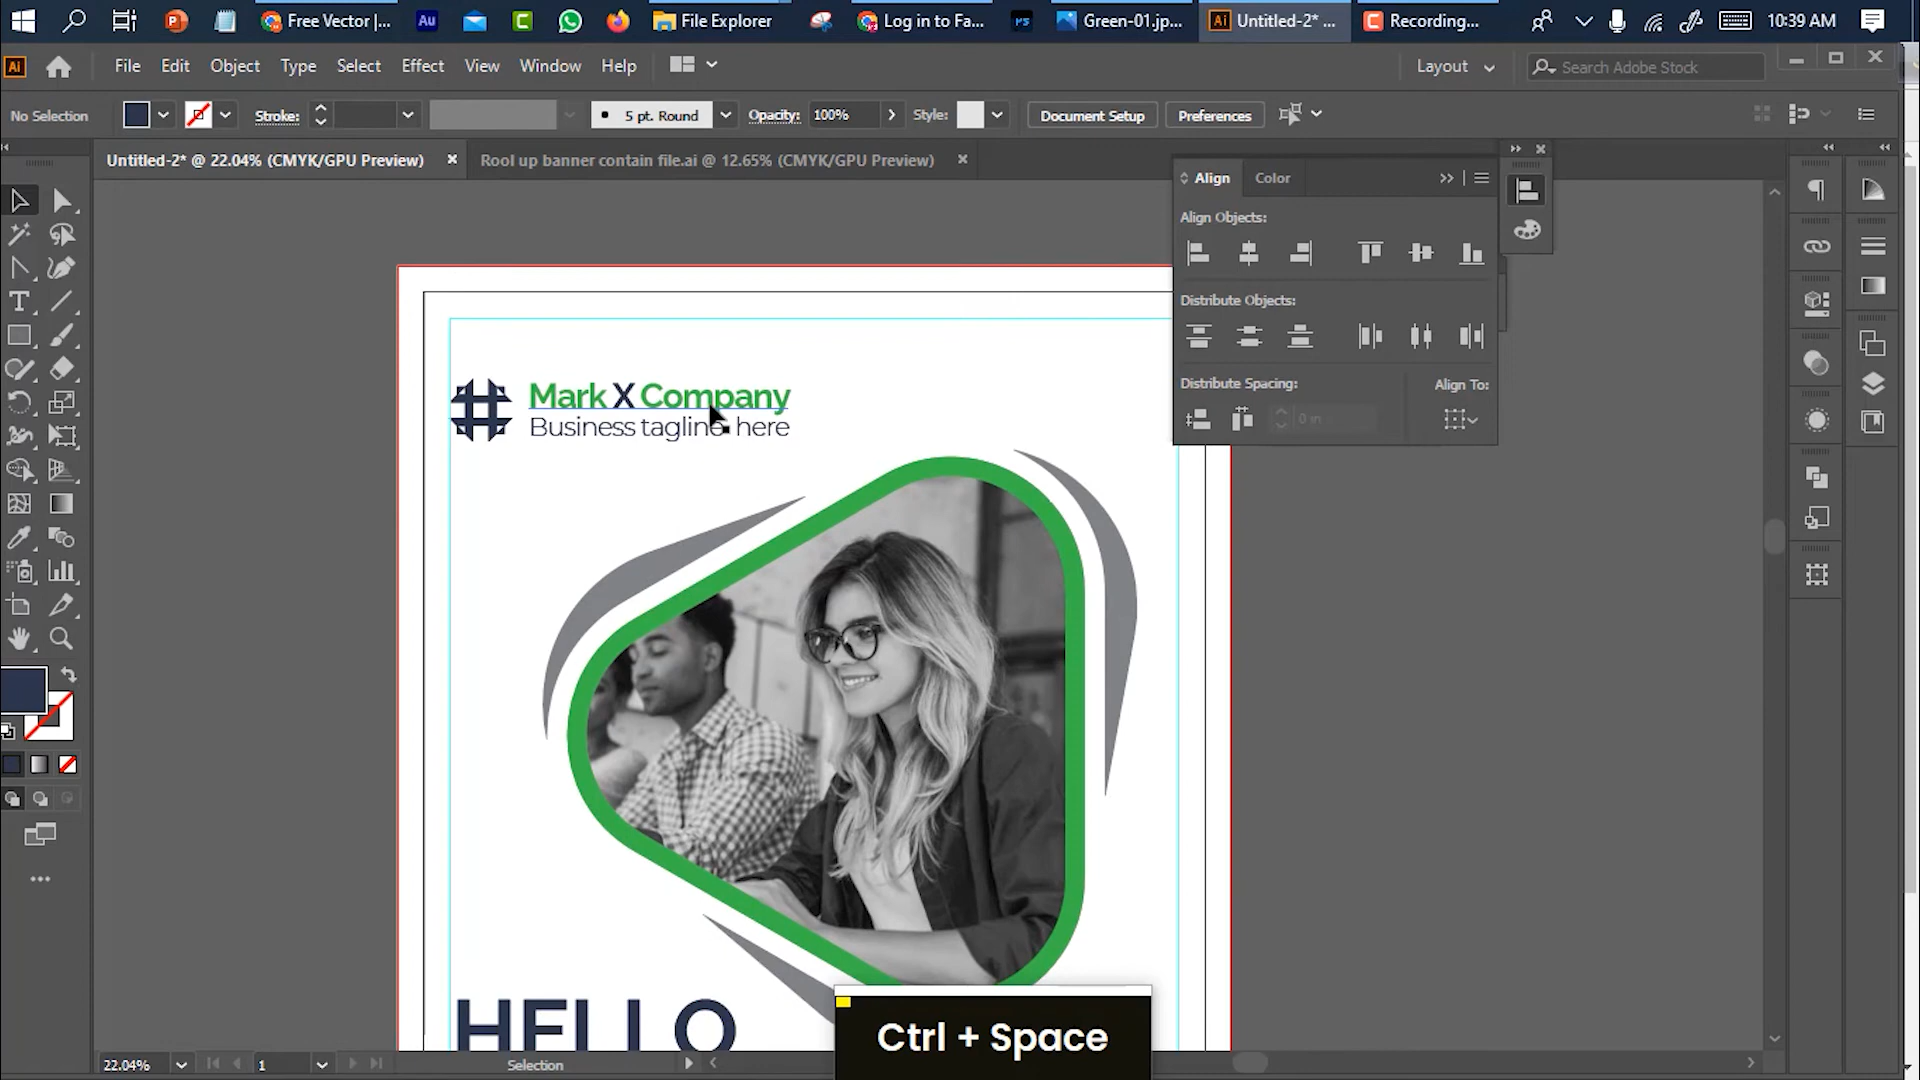 Free Vector |...
Au
File Explorer
Log in to Fa...
Ps
Green-01.jp...
Ai
Untitled-2* ...
Recording...
10:39 AM
Ai
File
Edit
Object
Type
Select
Effect
View
Window
Help
Layout
Search Adobe Stock
No Selection
Stroke:
5 pt. Round
Opacity:
100%
Style:
Document Setup
Preferences
Untitled-2* @ 22.04% (CMYK/GPU Preview)
Rool up banner contain file.ai @ 12.65% (CMYK/GPU Preview)
Align
Color
Align Objects:
Distribute Objects:
Distribute Spacing:
Align To:
0 in
Mark X Company
Business tagline here
HELLO
Ctrl + Space
22.04%
1
Selection